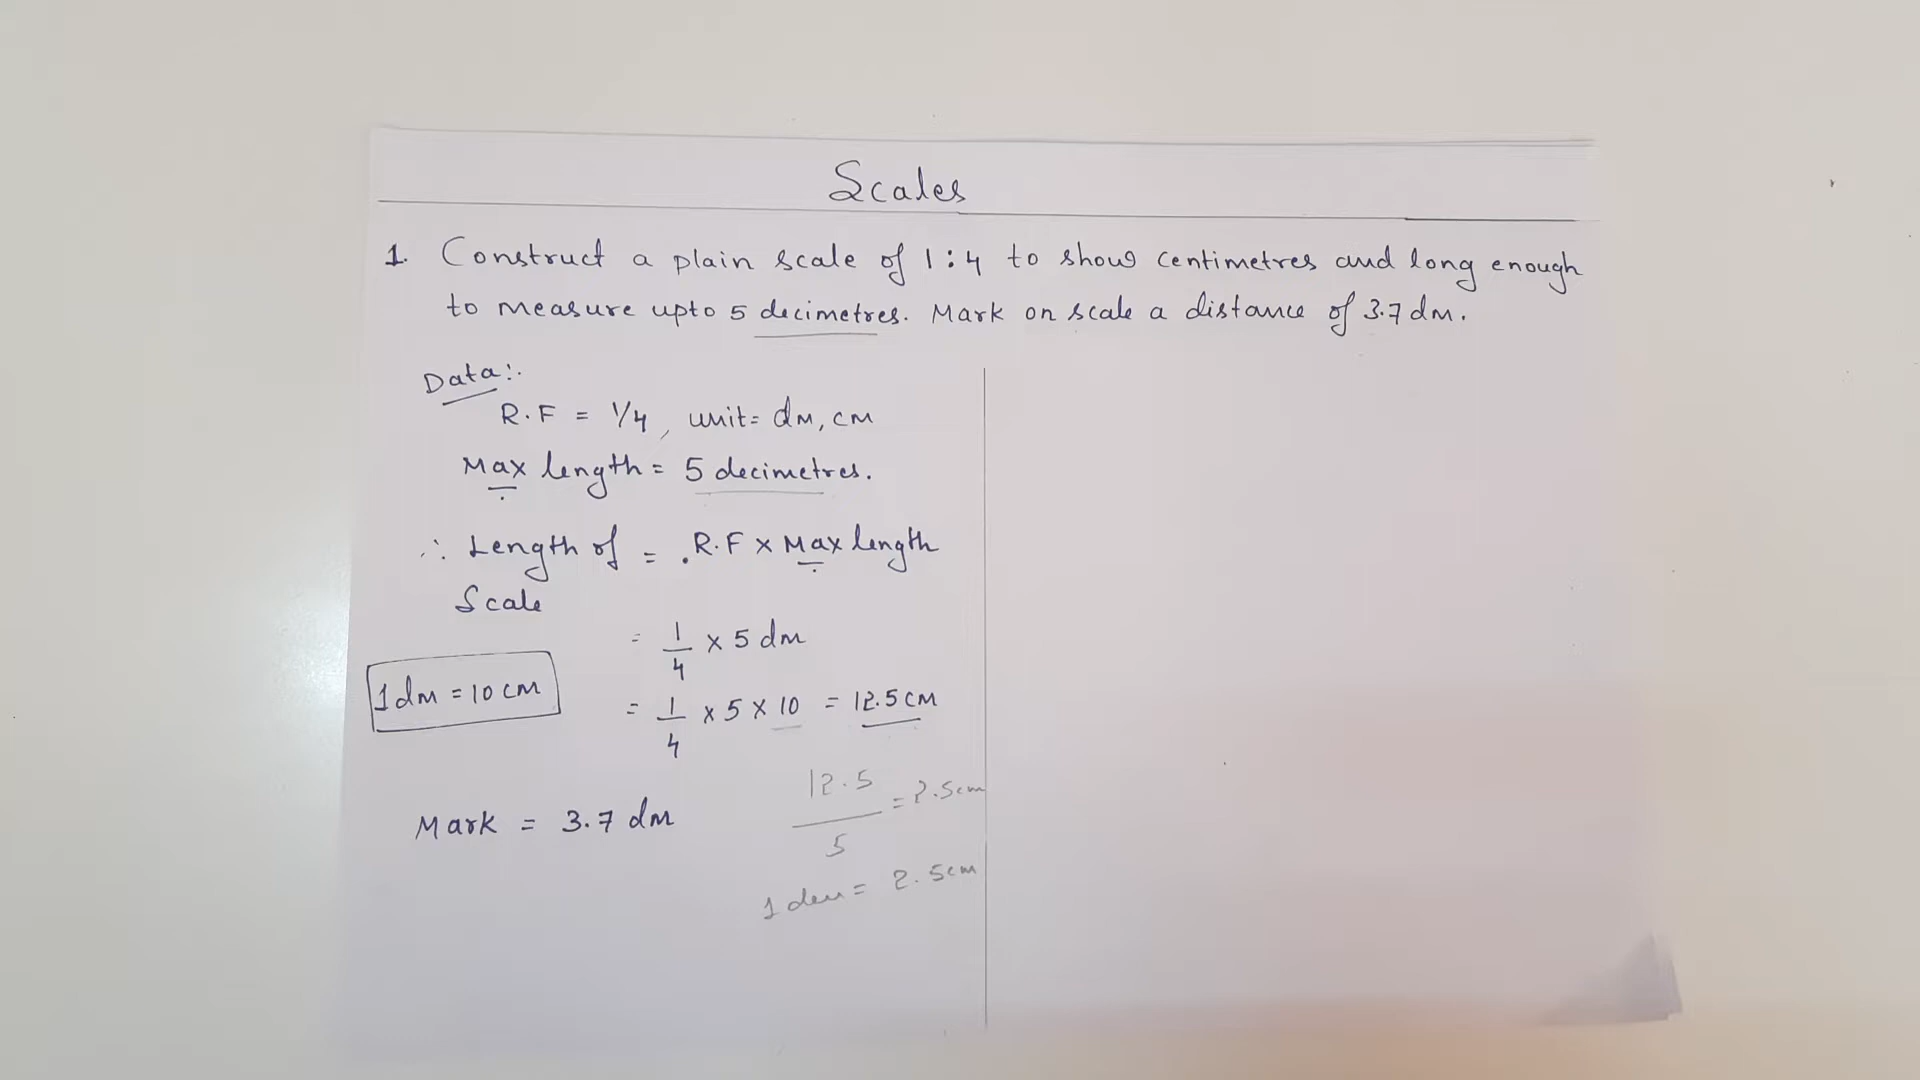 Scales
1. Construct a plain scale of 1:4 to show centimetres and long enough
to measure upto 5 decimetres. Mark on scale a distance of 3.7 dm.
Data:.
R.F = 1/4, unit = dm, cm
Max length = 5 decimetres.
∴ Length of = R.F × Max length
Scale
= 1/4 × 5 dm
1 dm = 10 cm
= 1/4 × 5 × 10 = 12.5 cm
12.5/5 = 2.5cm
Mark = 3.7 dm
1 dm = 2.5cm